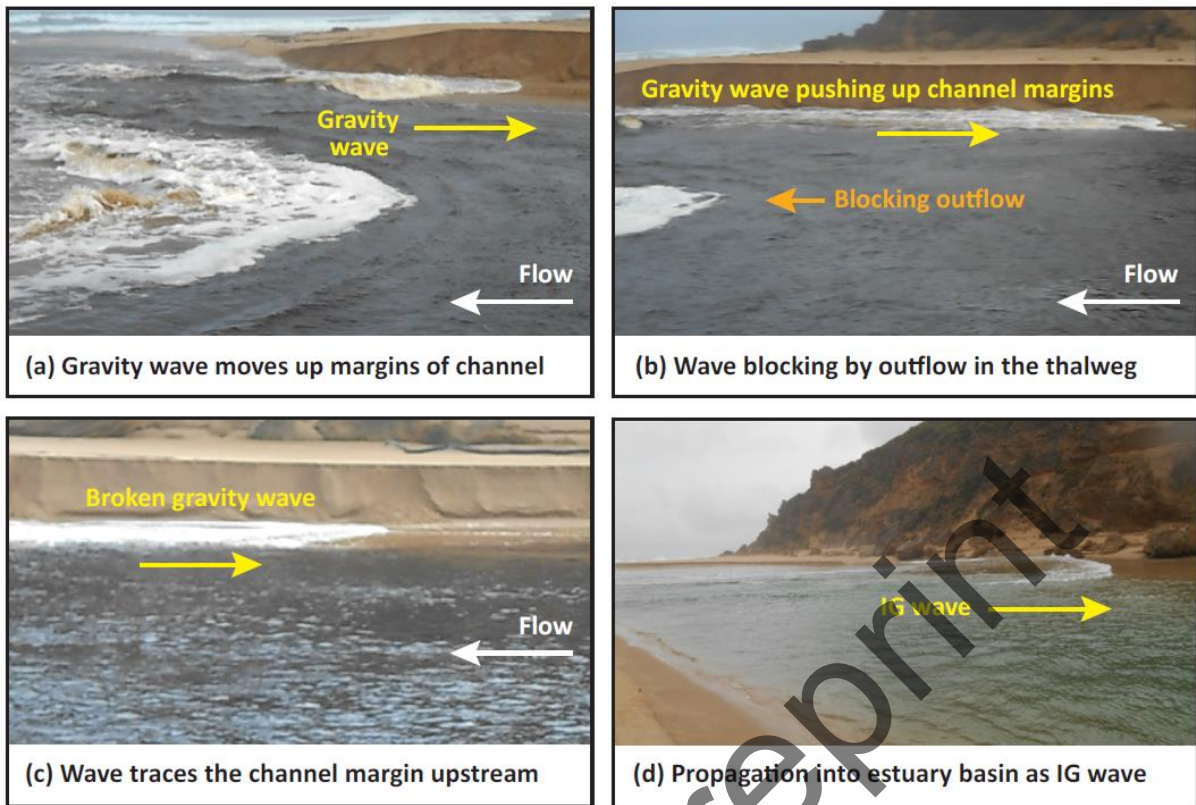 Gravity
wave
Flow
(a) Gravity wave moves up margins of channel
Gravity wave pushing up channel margins
Blocking outflow
Flow
(b) Wave blocking by outflow in the thalweg
Broken gravity wave
Flow
(c) Wave traces the channel margin upstream
IG wave
(d) Propagation into estuary basin as IG wave
eprint